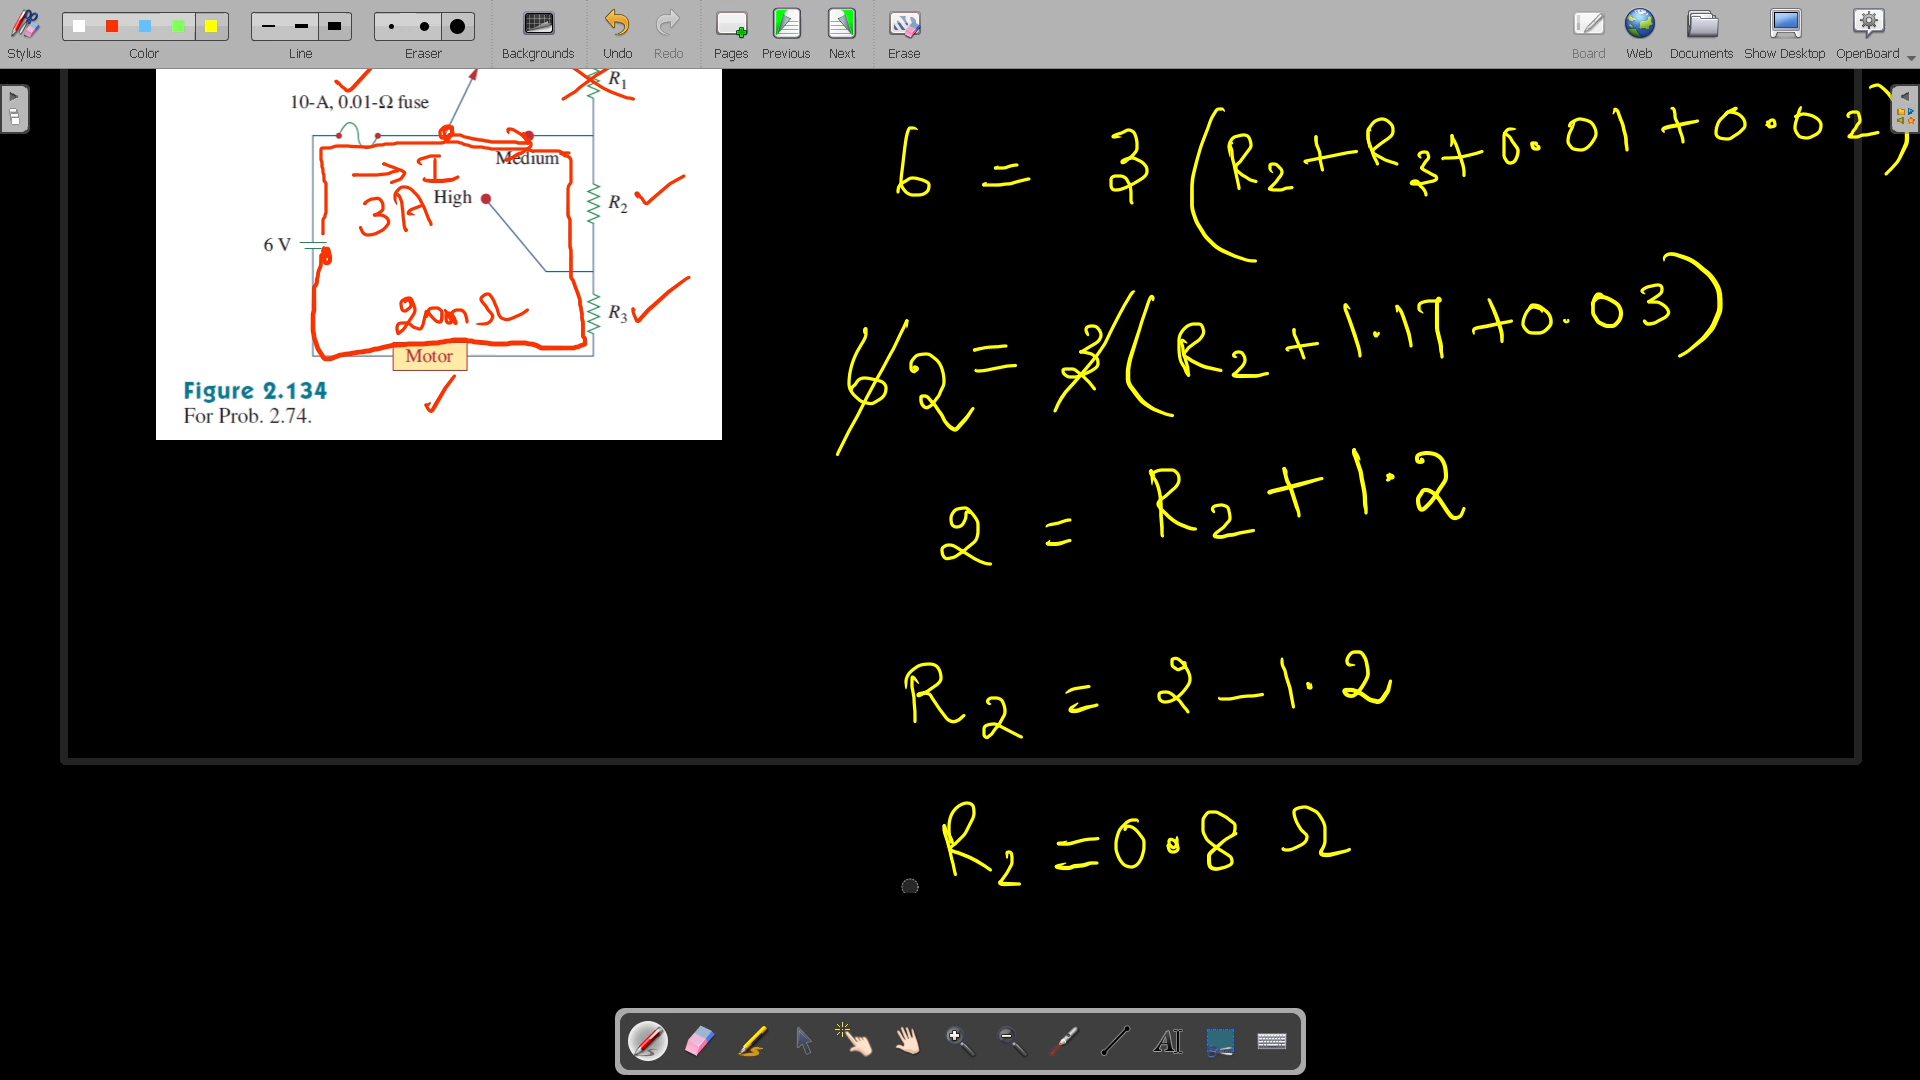 Stylus
Color
Line
Eraser
Backgrounds
Undo
Redo
Pages
Previous
Next
Erase
Board
Web
Documents
Show Desktop
OpenBoard
R1
10-A, 0.01-Ω fuse
Medium
I
3A
High
R2
6 V
20mΩ
R3
Motor
Figure 2.134
For Prob. 2.74.
6 = 3 (R2 + R3 + 0.01 + 0.02)
6 2 = 3 (R2 + 1.17 + 0.03)
2 = R2 + 1.2
R2 = 2 - 1.2
R2 = 0.8 Ω
AI